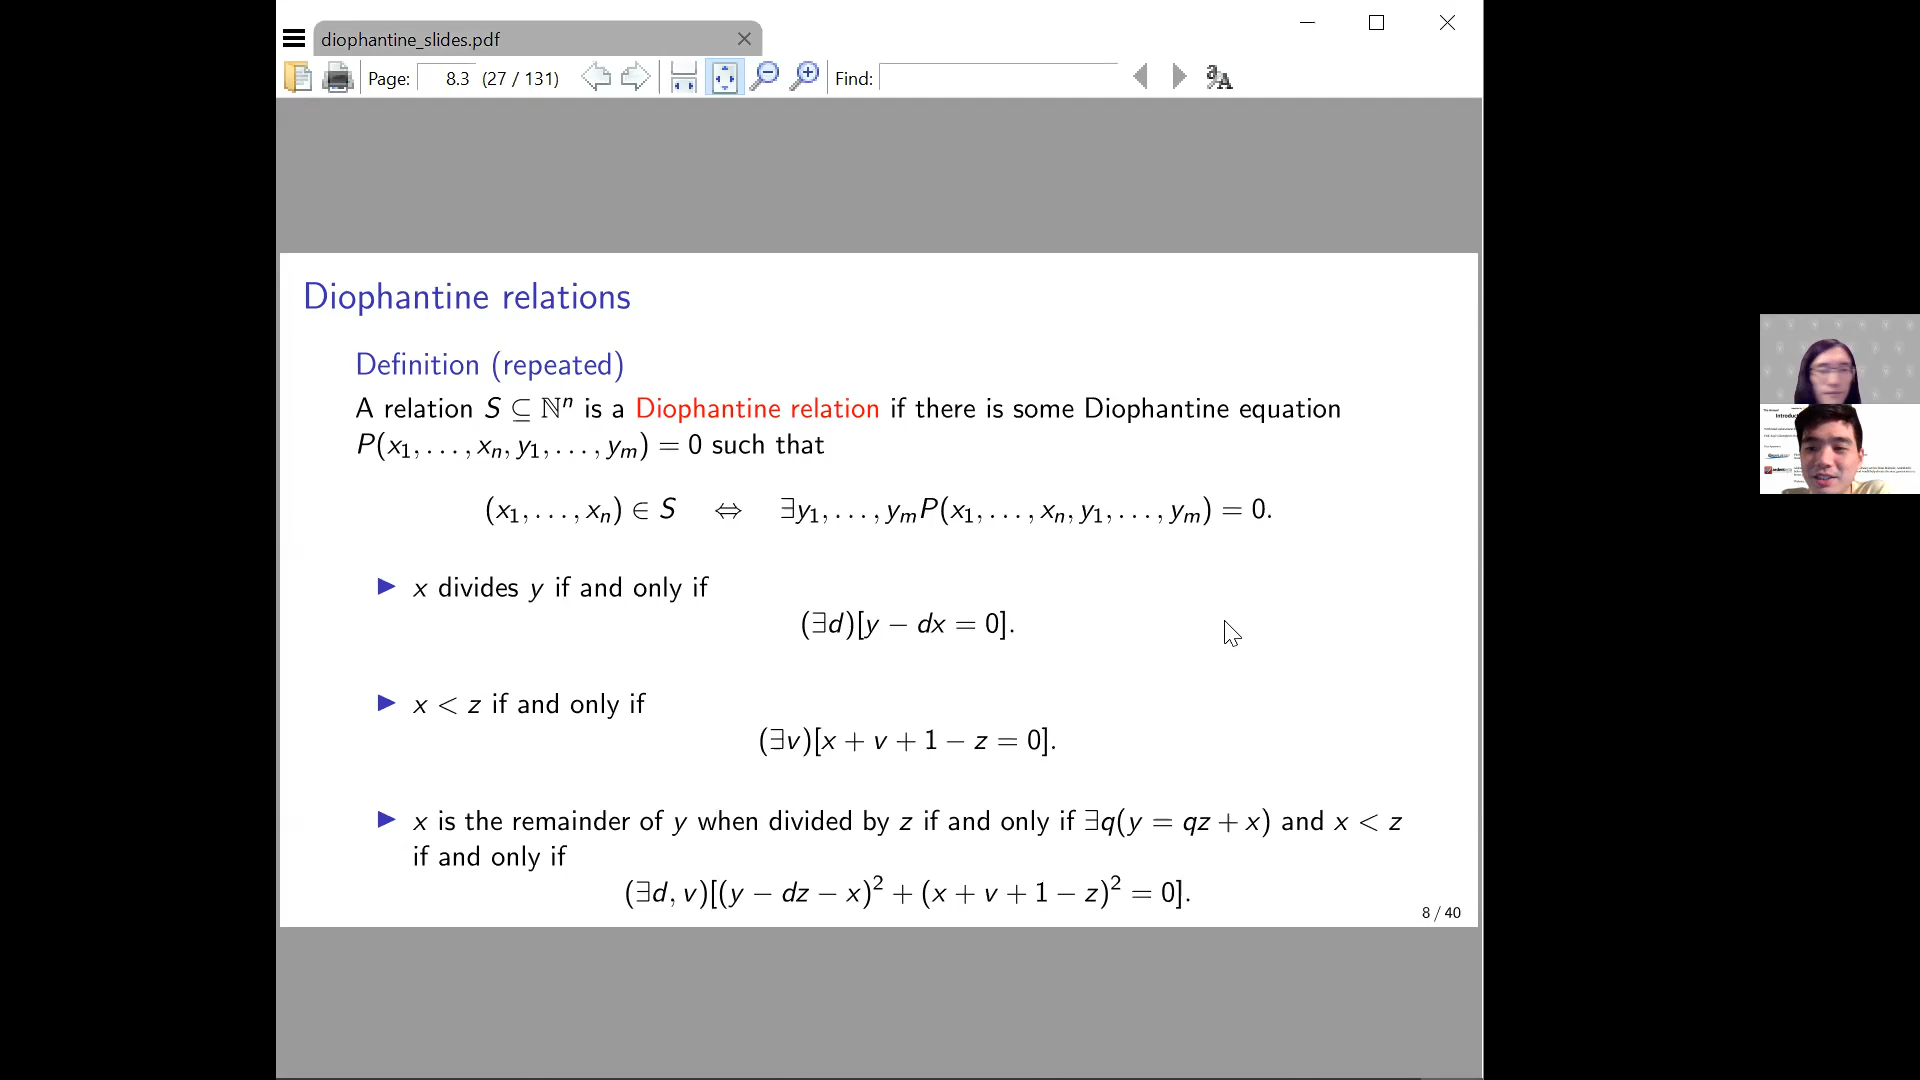 diophantine_slides.pdf
Page: 8.3 (27 / 131) Find:
Diophantine relations
Definition (repeated)
A relation S ⊆ ℕⁿ is a Diophantine relation if there is some Diophantine equation
P(x₁, . . . , xₙ, y₁, . . . , yₘ) = 0 such that
(x₁, . . . , xₙ) ∈ S ⇔ ∃y₁, . . . , yₘP(x₁, . . . , xₙ, y₁, . . . , yₘ) = 0.
▶ x divides y if and only if
(∃d)[y − dx = 0].
▶ x < z if and only if
(∃v)[x + v + 1 − z = 0].
▶ x is the remainder of y when divided by z if and only if ∃q(y = qz + x) and x < z
if and only if
(∃d, v)[(y − dz − x)² + (x + v + 1 − z)² = 0].
8 / 40